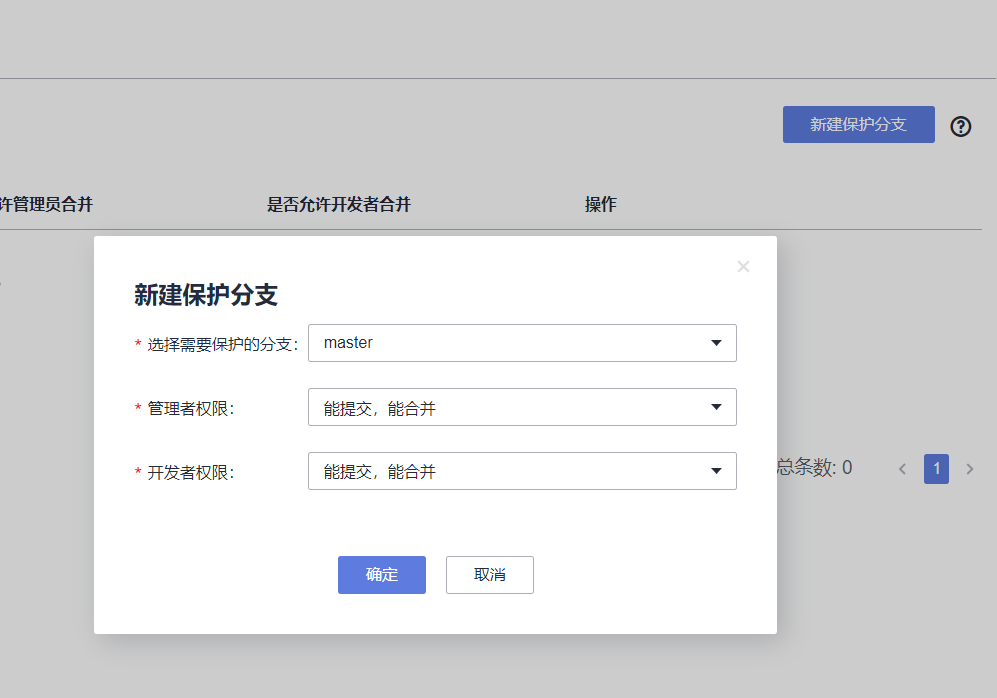 新建保护分支
许管理员合并 是否允许开发者合并 操作
新建保护分支
* 选择需要保护的分支： master
* 管理者权限： 能提交，能合并
* 开发者权限： 能提交，能合并
总条数: 0 1
确定 取消